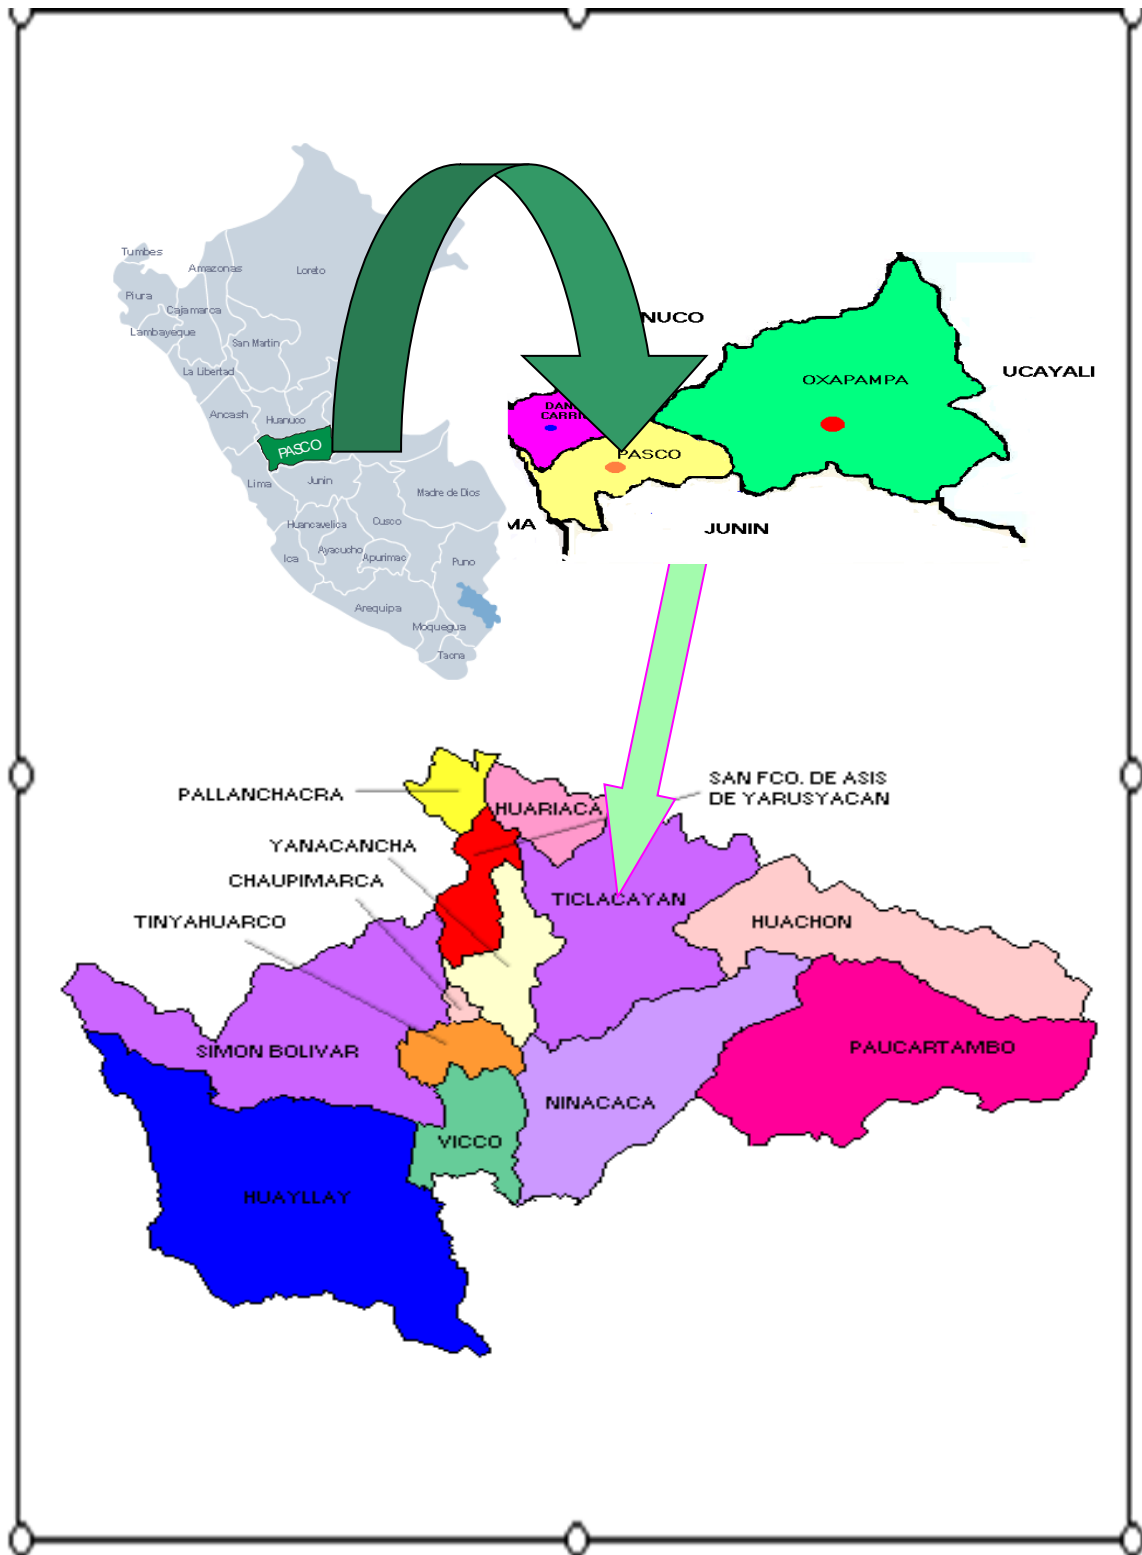 Tumbes
Amazonas
Loreto
Piura
Cajamarca
Lambayeque
San Martin
La Libertad
Ancash
Huanuco
PASCO
Lima
Junin
Madre de Dios
Huancavelica
Cusco
Ica
Ayacucho
Apurimac
Puno
Arequipa
Moquegua
Tacna
NUCO
UCAYALI
OXAPAMPA
DAN
CARRI
PASCO
MA
JUNIN
PALLANCHACRA
HUARIACA
SAN FCO. DE ASIS
DE YARUSYACAN
YANACANCHA
CHAUPIMARCA
TINYAHUARCO
TICLACAYAN
HUACHON
SIMON BOLIVAR
PAUCARTAMBO
NINACACA
VICCO
HUAYLLAY